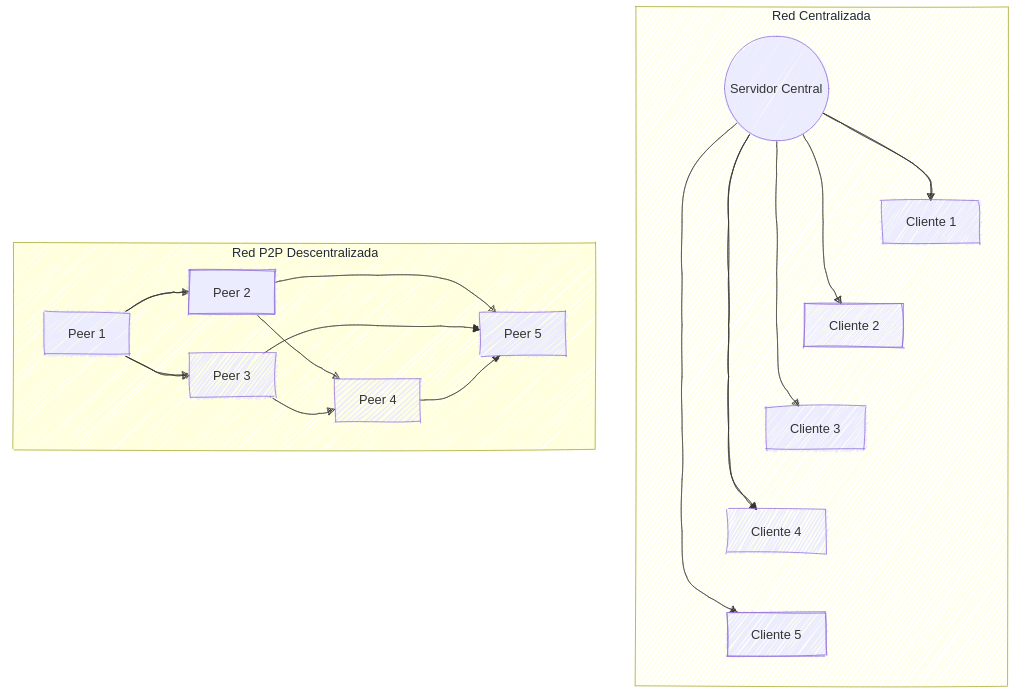 Red P2P Descentralizada
Peer 1
Peer 2
Peer 3
Peer 4
Peer 5
Red Centralizada
Servidor Central
Cliente 1
Cliente 2
Cliente 3
Cliente 4
Cliente 5